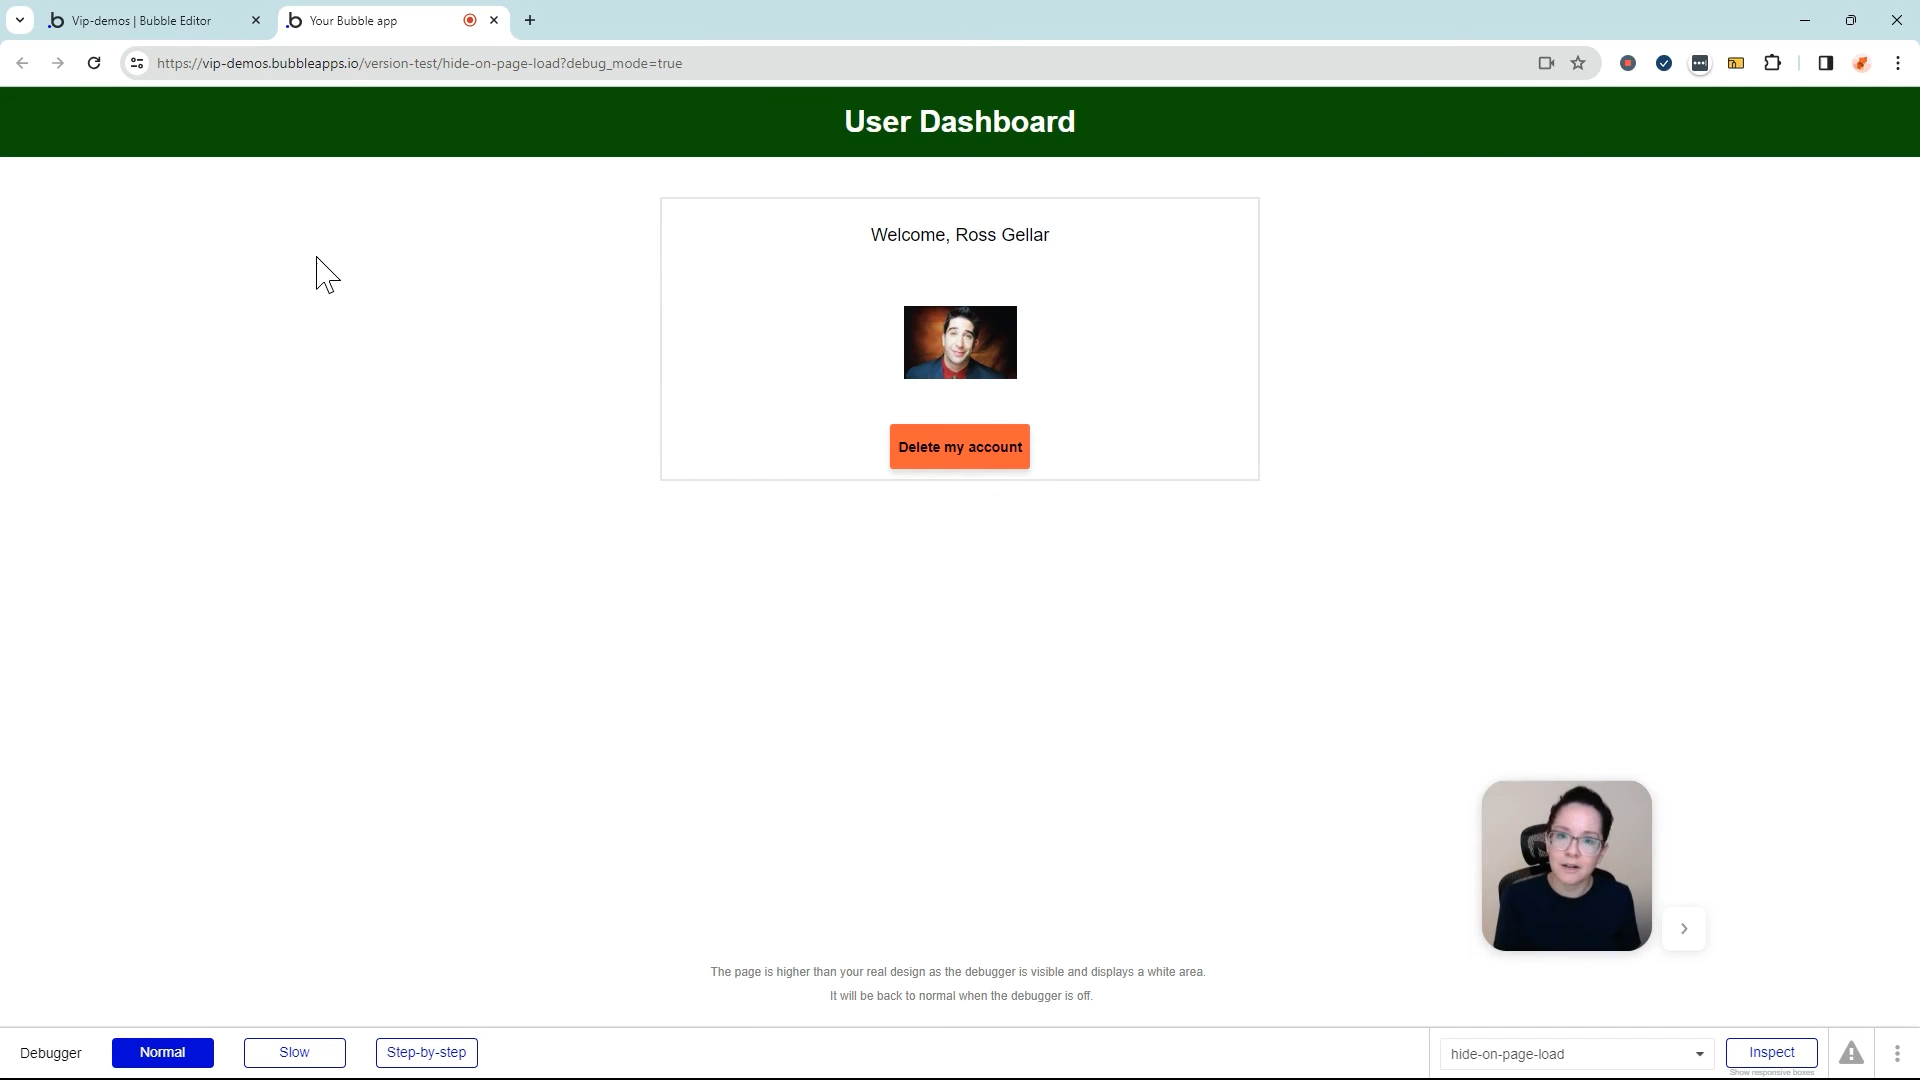 Vip-demos | Bubble Editor
Your Bubble app
https://vip-demos.bubbleapps.io/version-test/hide-on-page-load?debug_mode=true
User Dashboard
Welcome, Ross Gellar
Delete my account
The page is higher than your real design as the debugger is visible and displays a white area.
It will be back to normal when the debugger is off.
Debugger
Normal
Slow
Step-by-step
hide-on-page-load
Inspect
Show responsive boxes